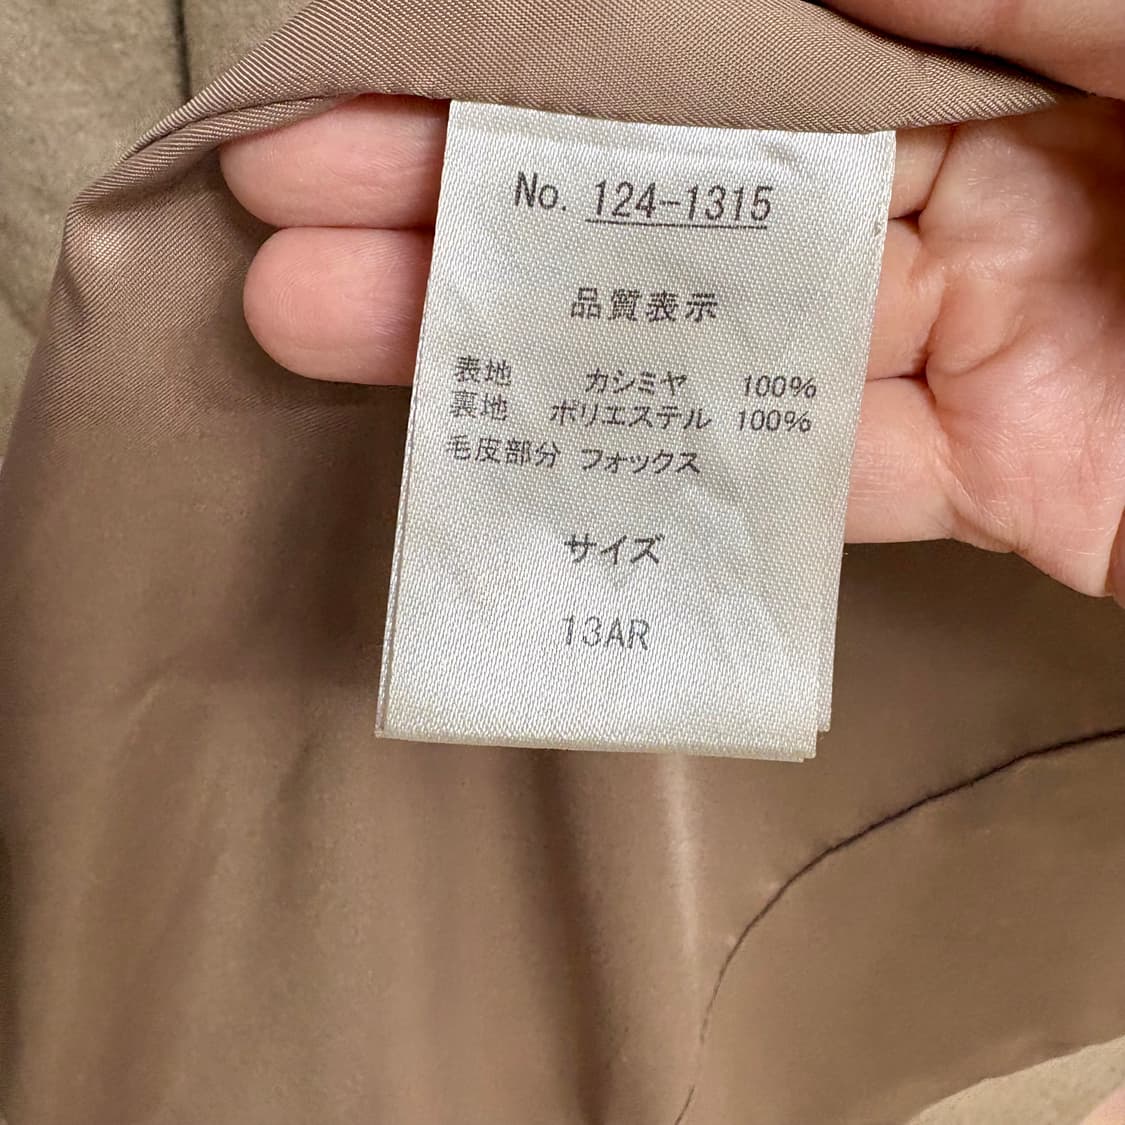 No. 124-1315
品質表示
表地 カシミヤ 100%
裏地 ポリエステル 100%
毛皮部分 フォックス
サイズ
13AR